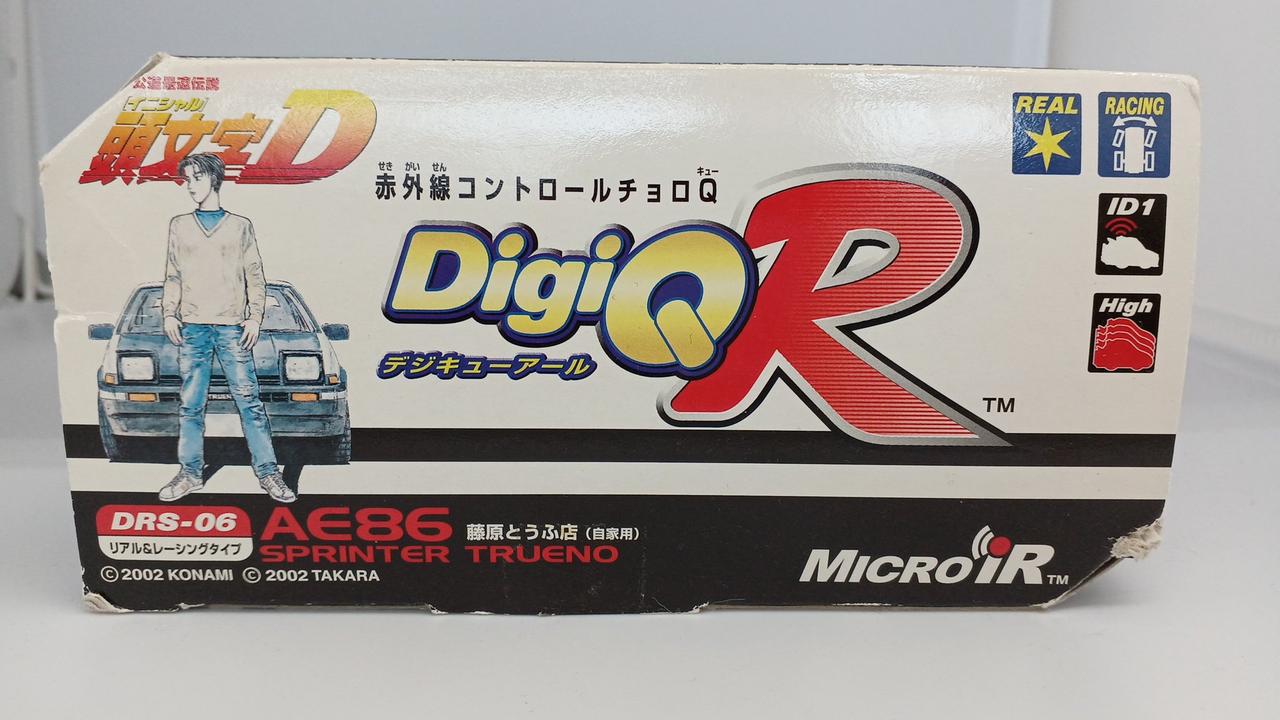 公道最速伝説
[イニシャル]
頭文字D
せき がい せん キュー
赤外線コントロールチョロQ
DigiQR
デジキューアール
TM
REAL
RACING
ID1
High
TRUENO
DRS-06
リアル&レーシングタイプ
AE86 藤原とうふ店(自家用)
SPRINTER TRUENO
©2002 KONAMI ©2002 TAKARA
MICRO iR TM